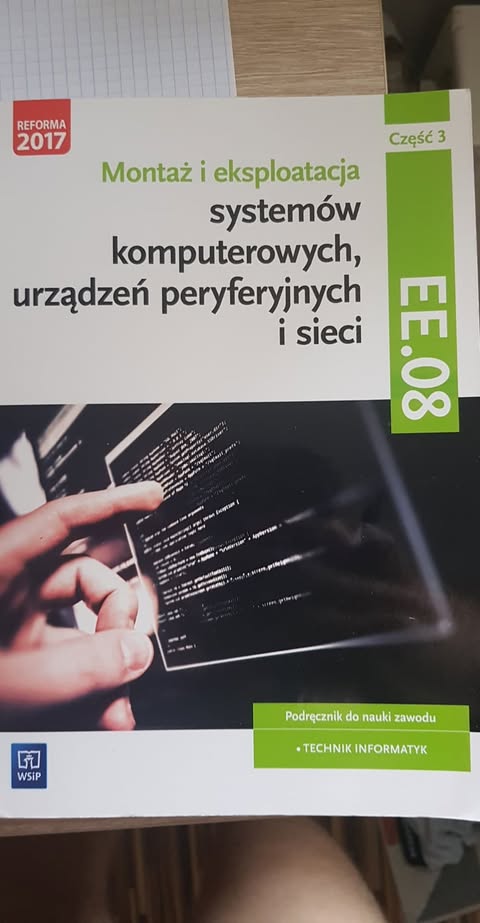 REFORMA
2017
Część 3
Montaż i eksploatacja
systemów
komputerowych,
urządzeń peryferyjnych
i sieci
EE.08
Podręcznik do nauki zawodu
• TECHNIK INFORMATYK
WSiP